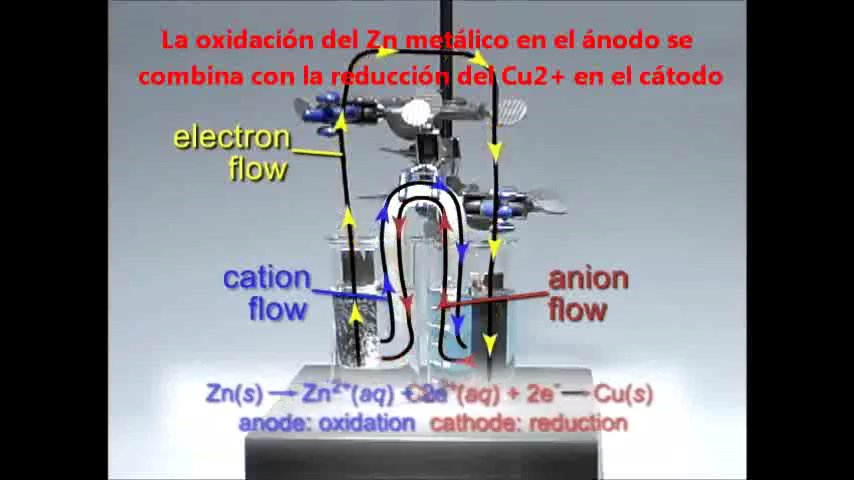 La oxidación del Zn metálico en el ánodo se
combina con la reducción del Cu2+ en el cátodo
electron
flow
cation
flow
anion
flow
Zn(s) → Zn²⁺(aq) + (aq) + 2e⁻ → Cu(s)
anode: oxidation cathode: reduction